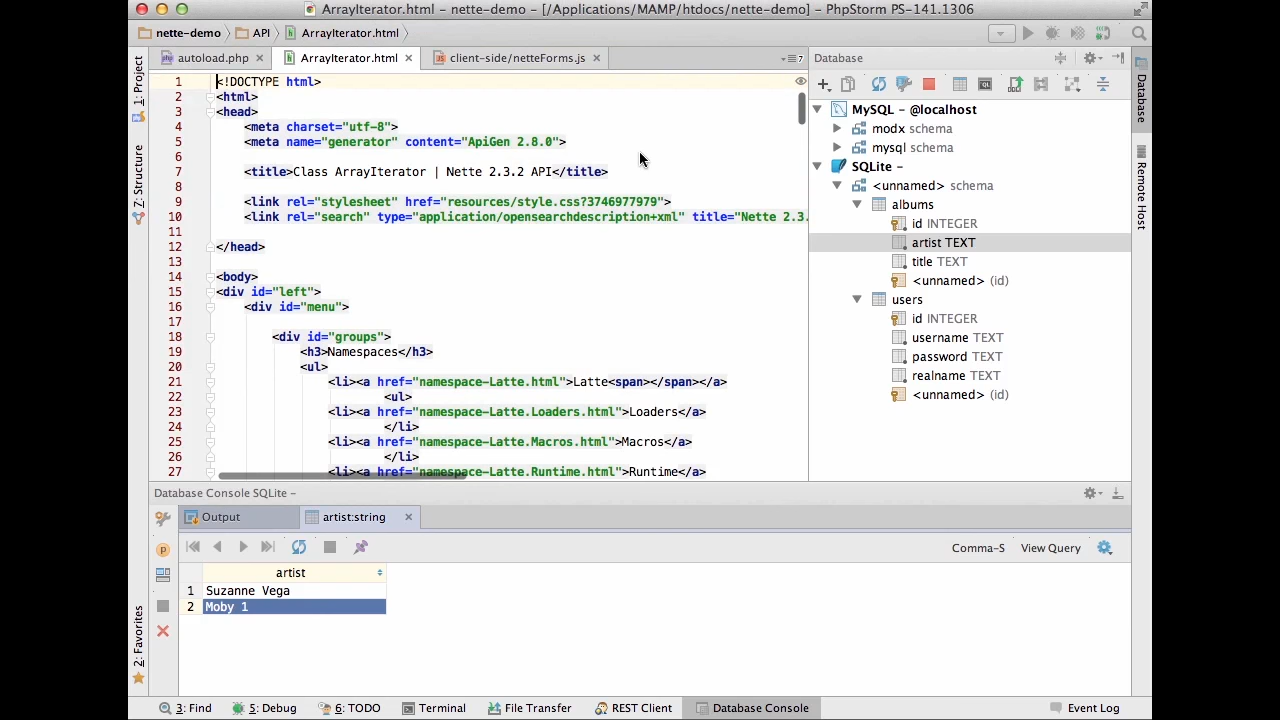 ArrayIterator.html - nette-demo - [/Applications/MAMP/htdocs/nette-demo] - PhpStorm PS-141.1306
nette-demo API ArrayIterator.html
autoload.php ArrayIterator.html client-side/netteForms.js
7
1: Project
Z: Structure
2: Favorites
1 <!DOCTYPE html>
2 <html>
3 <head>
4 <meta charset="utf-8">
5 <meta name="generator" content="ApiGen 2.8.0">
6
7 <title>Class ArrayIterator | Nette 2.3.2 API</title>
8
9 <link rel="stylesheet" href="resources/style.css?3746977979">
10 <link rel="search" type="application/opensearchdescription+xml" title="Nette 2.3.
11
12 </head>
13
14 <body>
15 <div id="left">
16 <div id="menu">
17
18 <div id="groups">
19 <h3>Namespaces</h3>
20 <ul>
21 <li><a href="namespace-Latte.html">Latte<span></span></a>
22 <ul>
23 <li><a href="namespace-Latte.Loaders.html">Loaders</a>
24 </li>
25 <li><a href="namespace-Latte.Macros.html">Macros</a>
26 </li>
27 <li><a href="namespace-Latte.Runtime.html">Runtime</a>
Database
MySQL - @localhost
modx schema
mysql schema
SQLite -
<unnamed> schema
albums
id INTEGER
artist TEXT
title TEXT
<unnamed> (id)
users
id INTEGER
username TEXT
password TEXT
realname TEXT
<unnamed> (id)
Database
Remote Host
Database Console SQLite -
Output artist:string
Comma-S View Query
artist
1 Suzanne Vega
2 Moby 1
3: Find 5: Debug 6: TODO Terminal File Transfer REST Client Database Console Event Log